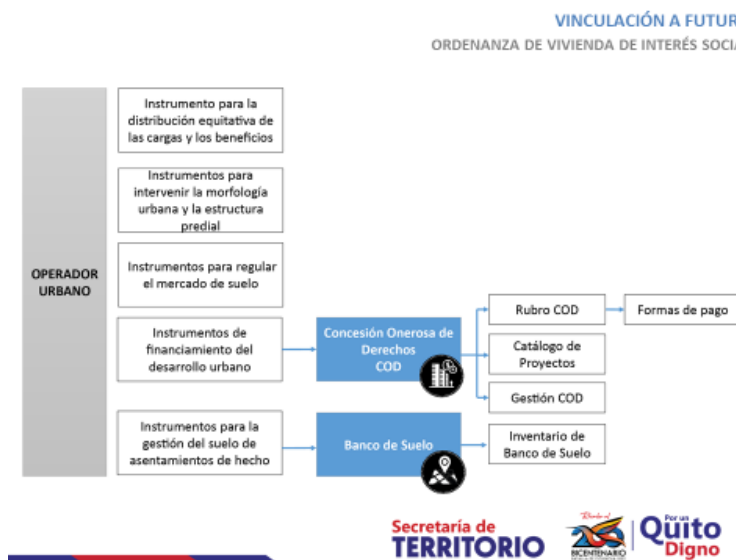 VINCULACIÓN A FUTUR
ORDENANZA DE VIVIENDA DE INTERÉS SOCIA
OPERADOR
URBANO
Instrumento para la
distribución equitativa de
las cargas y los beneficios
Instrumentos para
intervenir la morfología
urbana y la estructura
predial
Instrumentos para regular
el mercado de suelo
Instrumentos de
financiamiento del
desarrollo urbano
Concesión Onerosa de
Derechos
COD
Rubro COD
Formas de pago
Catálogo de
Proyectos
Gestión COD
Instrumentos para la
gestión del suelo de
asentamientos de hecho
Banco de Suelo
Inventario de
Banco de Suelo
Secretaría de
TERRITORIO
BICENTENARIO
Por un
Quito
Digno